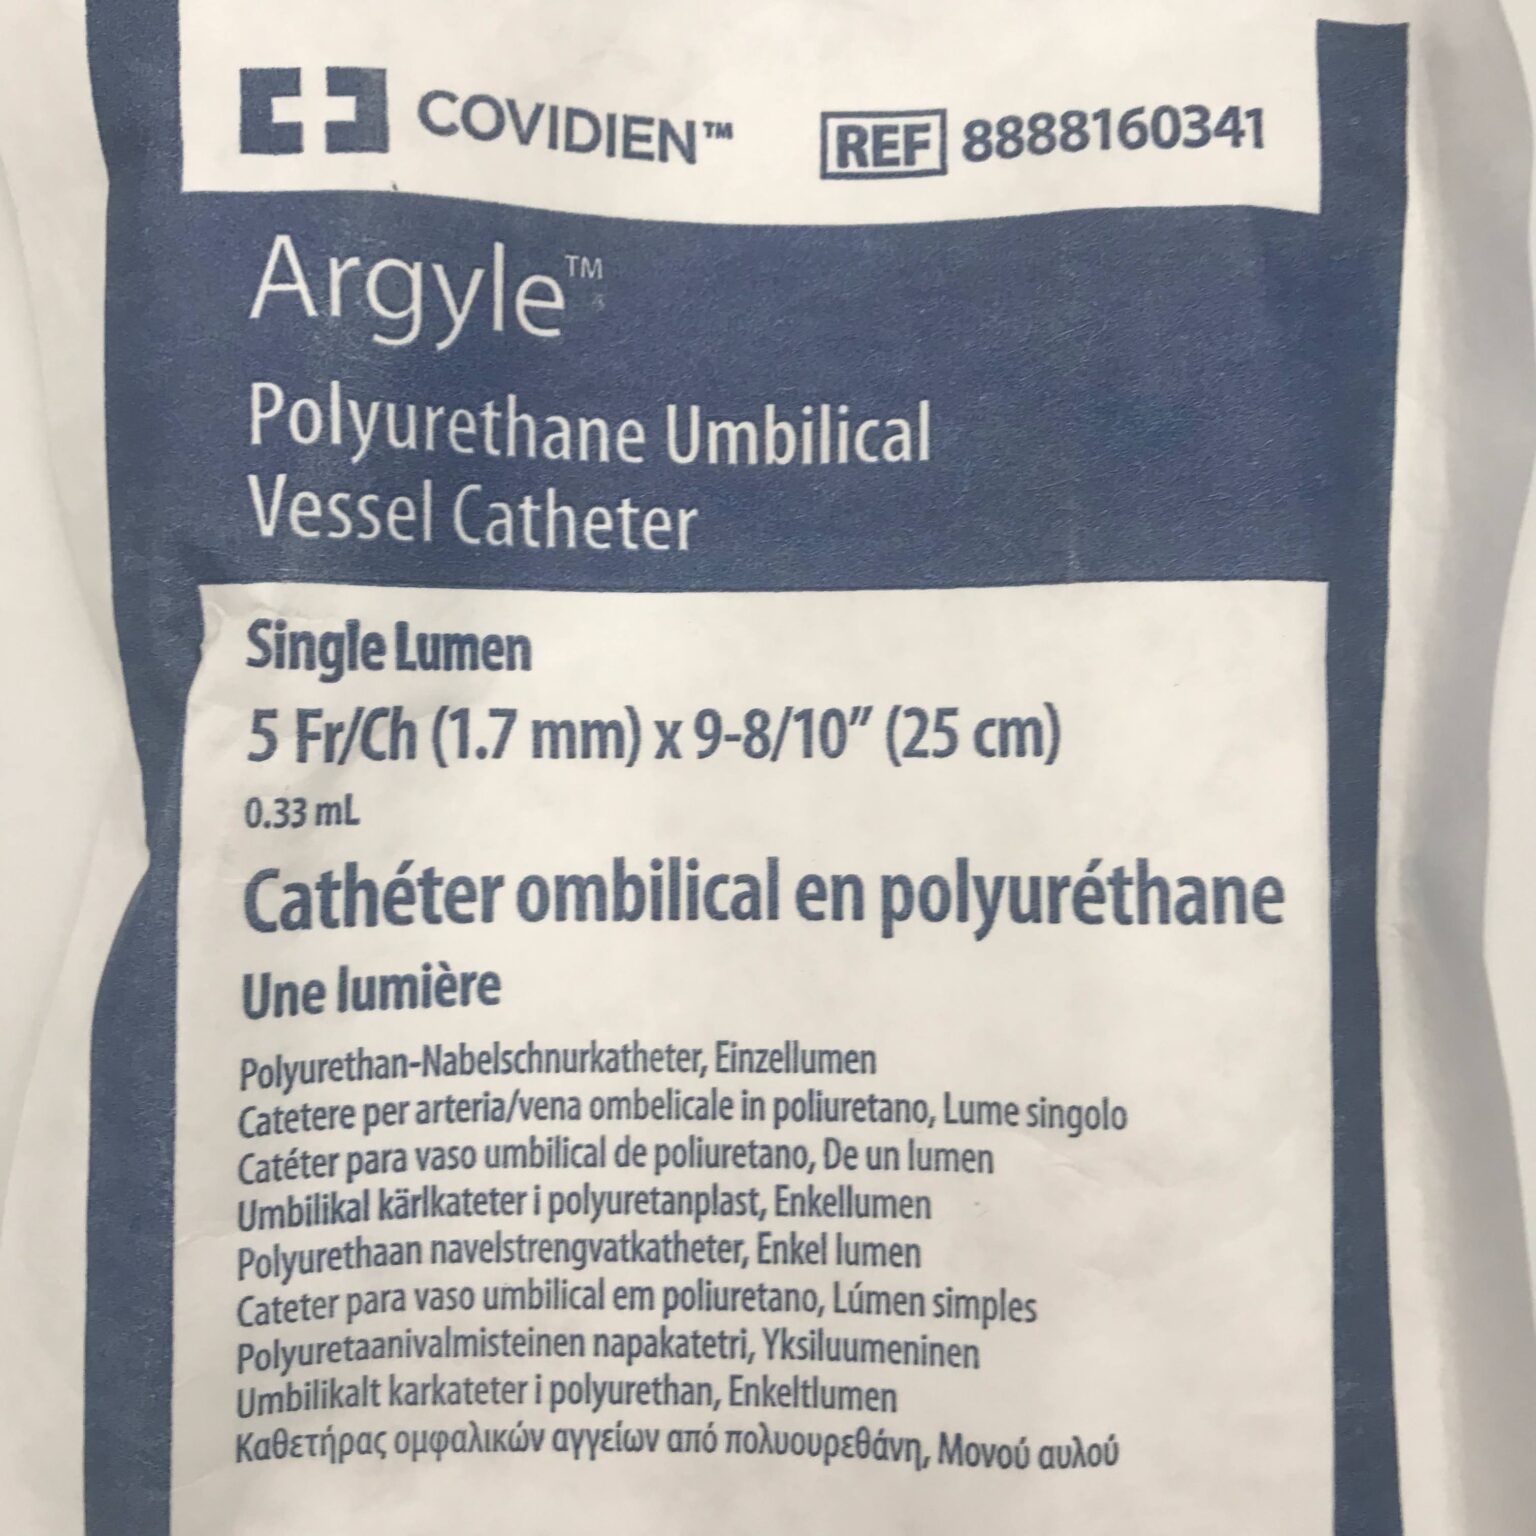 COVIDIEN™ REF 8888160341
Argyle™
Polyurethane Umbilical
Vessel Catheter
Single Lumen
5 Fr/Ch (1.7 mm) x 9-8/10” (25 cm)
0.33 mL
Cathéter ombilical en polyuréthane
Une lumière
Polyurethan-Nabelschnurkatheter, Einzellumen
Catetere per arteria/vena ombelicale in poliuretano, Lume singolo
Catéter para vaso umbilical de poliuretano, De un lumen
Umbilikal kärlkateter i polyuretanplast, Enkellumen
Polyurethaan navelstrengvatkatheter, Enkel lumen
Cateter para vaso umbilical em poliuretano, Lúmen simples
Polyuretaanivalmisteinen napakatetri, Yksiluumeninen
Umbilikalt karkateter i polyurethan, Enkeltlumen
Καθετήρας ομφαλικών αγγείων από πολυουρεθάνη, Μονού αυλού